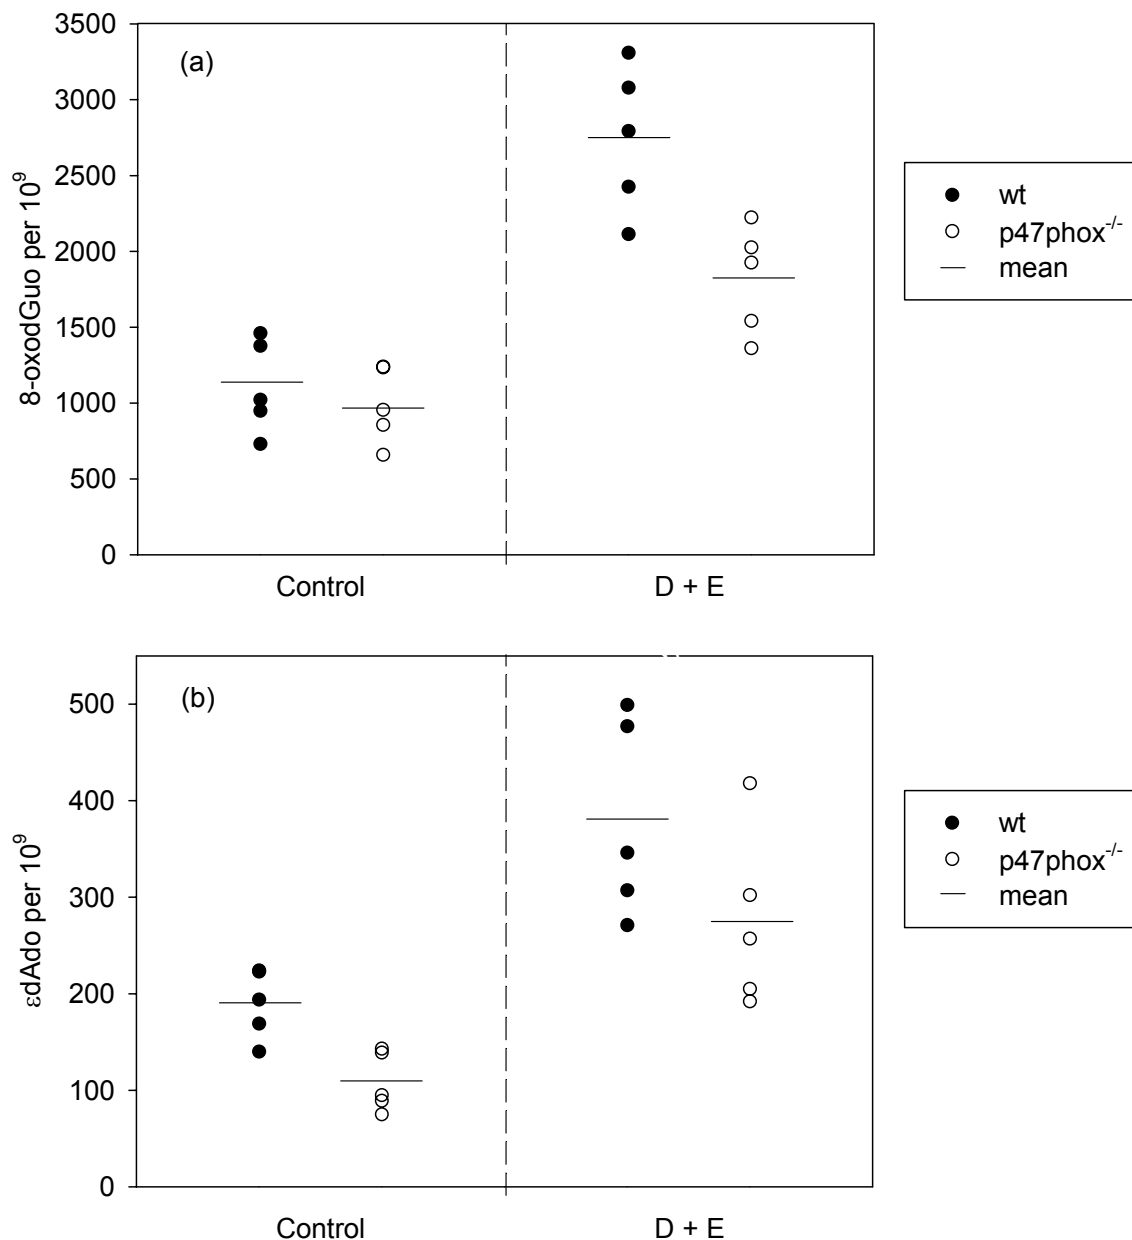 (a)
3500
3000
2500
2000
1500
1000
500
0
8-oxodGuo per 10⁹
Control
D + E
wt
p47phox⁻/⁻
mean
(b)
500
400
300
200
100
0
εdAdo per 10⁹
Control
D + E
wt
p47phox⁻/⁻
mean